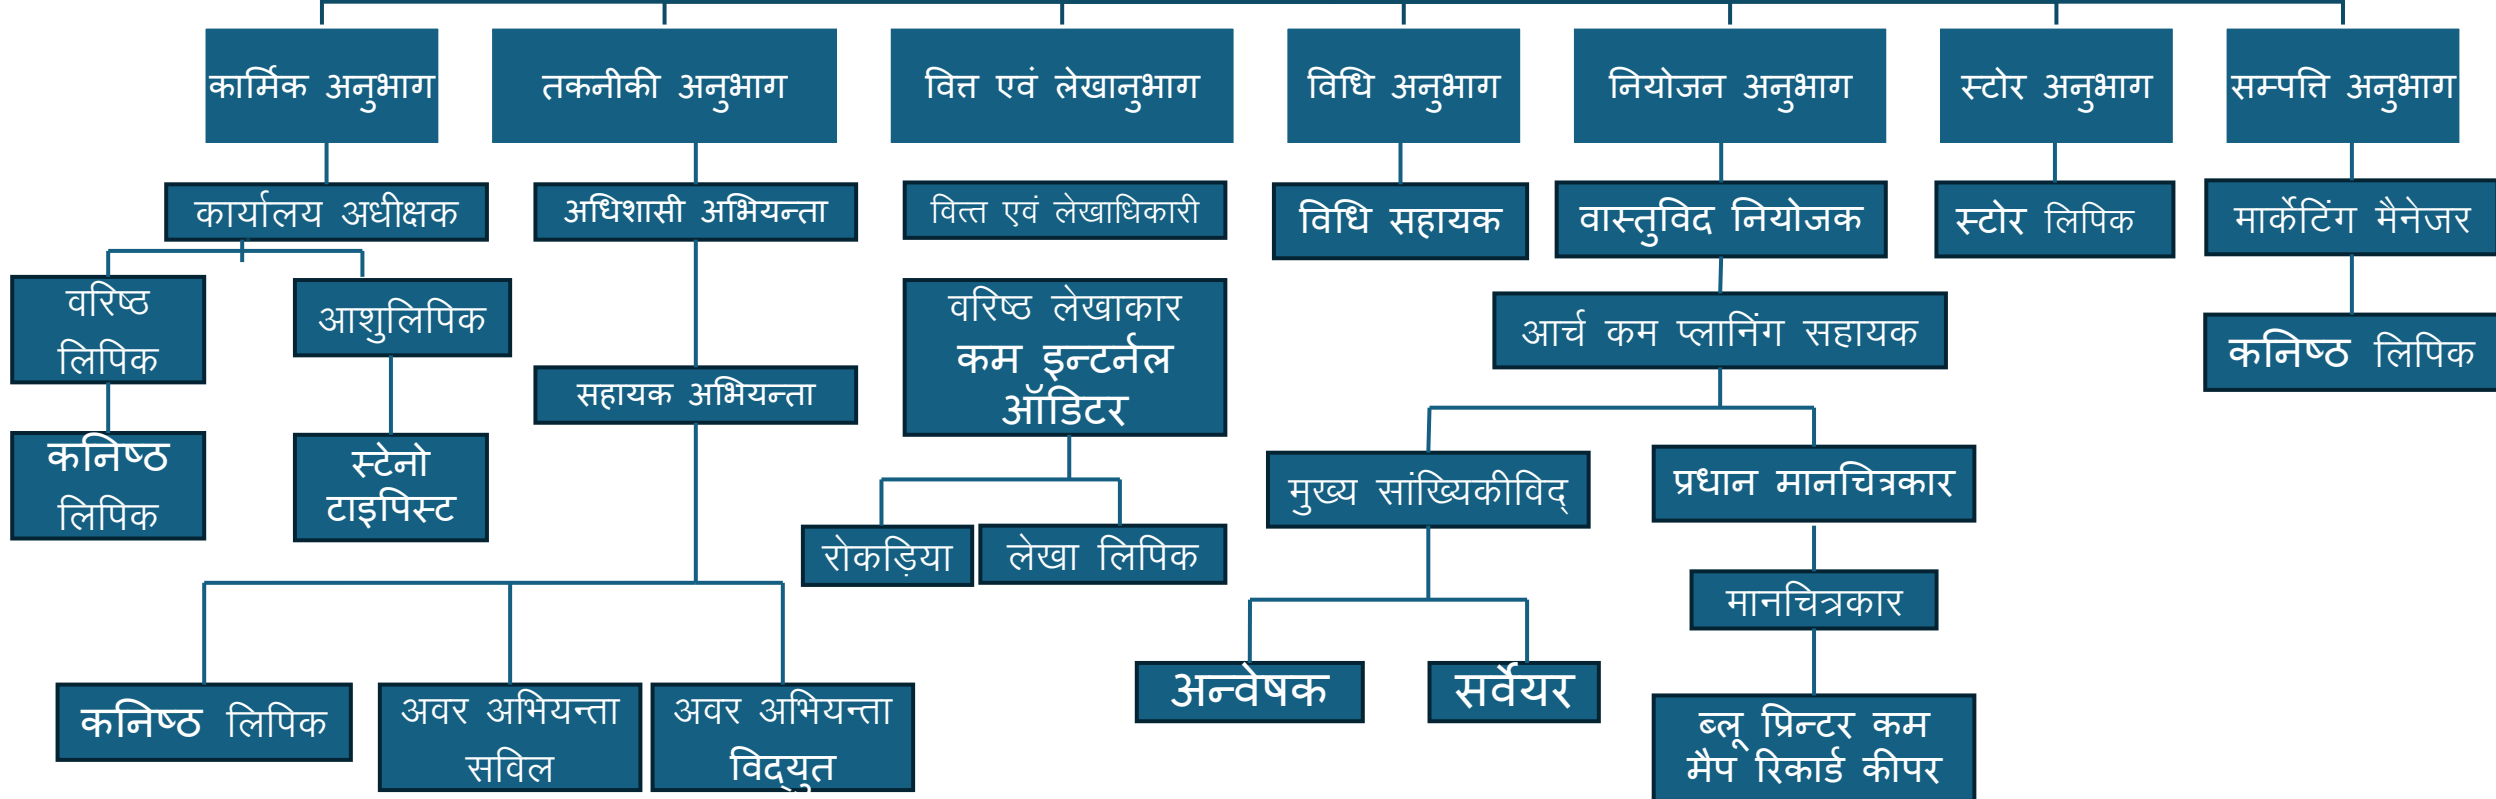 कार्मिक अनुभाग
तकनीकी अनुभाग
वित्त एवं लेखानुभाग
विधि अनुभाग
नियोजन अनुभाग
स्टोर अनुभाग
सम्पत्ति अनुभाग
कार्यालय अधीक्षक
अधिशासी अभियन्ता
वित्त एवं लेखाधिकारी
विधि सहायक
वास्तुविद नियोजक
स्टोर लिपिक
मार्केटिंग मैनेजर
वरिष्ठ
लिपिक
आशुलिपिक
वरिष्ठ लेखाकार
कम इन्टर्नल
ऑडिटर
आर्च कम प्लानिंग सहायक
कनिष्ठ लिपिक
सहायक अभियन्ता
कनिष्ठ
लिपिक
स्टेनो
टाइपिस्ट
मुख्य सांख्यिकीविद्
प्रधान मानचित्रकार
रोकड़िया
लेखा लिपिक
मानचित्रकार
अन्वेषक
सर्वेयर
कनिष्ठ लिपिक
अवर अभियन्ता
सविल
अवर अभियन्ता
विद्युत
ब्लू प्रिन्टर कम
मैप रिकार्ड कीपर